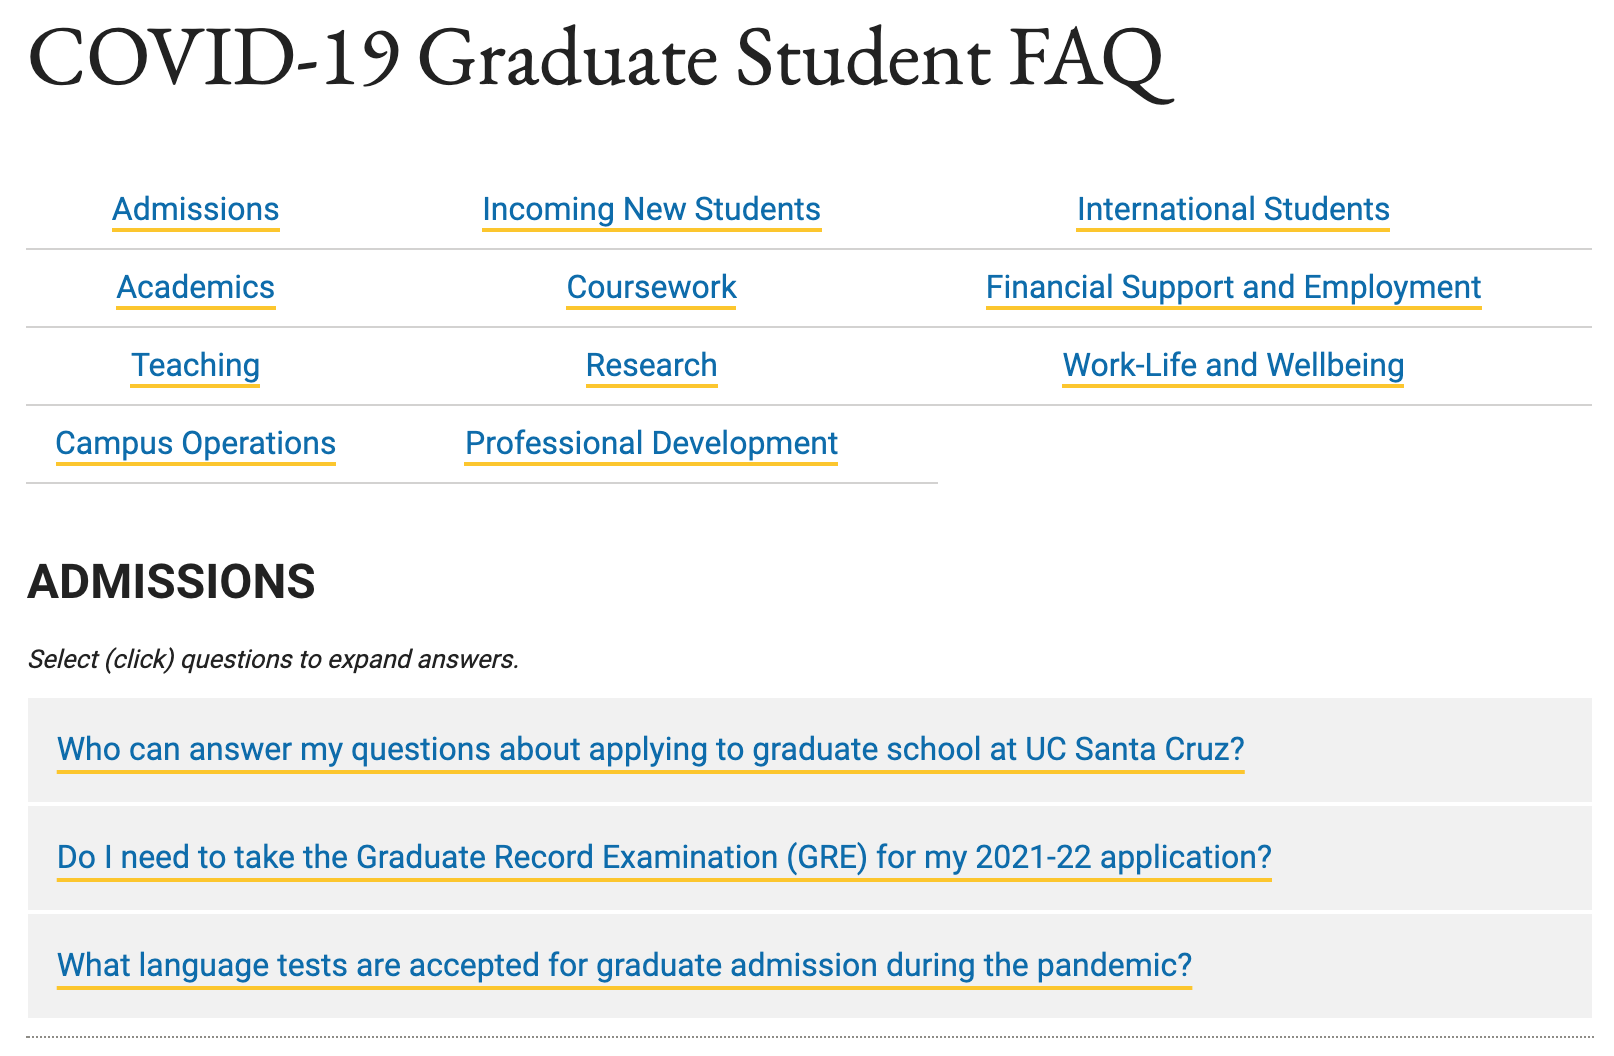 COVID-19 Graduate Student FAQ
Admissions Incoming New Students International Students
Academics Coursework Financial Support and Employment
Teaching Research Work-Life and Wellbeing
Campus Operations Professional Development
ADMISSIONS
Select (click) questions to expand answers.
Who can answer my questions about applying to graduate school at UC Santa Cruz?
Do I need to take the Graduate Record Examination (GRE) for my 2021-22 application?
What language tests are accepted for graduate admission during the pandemic?